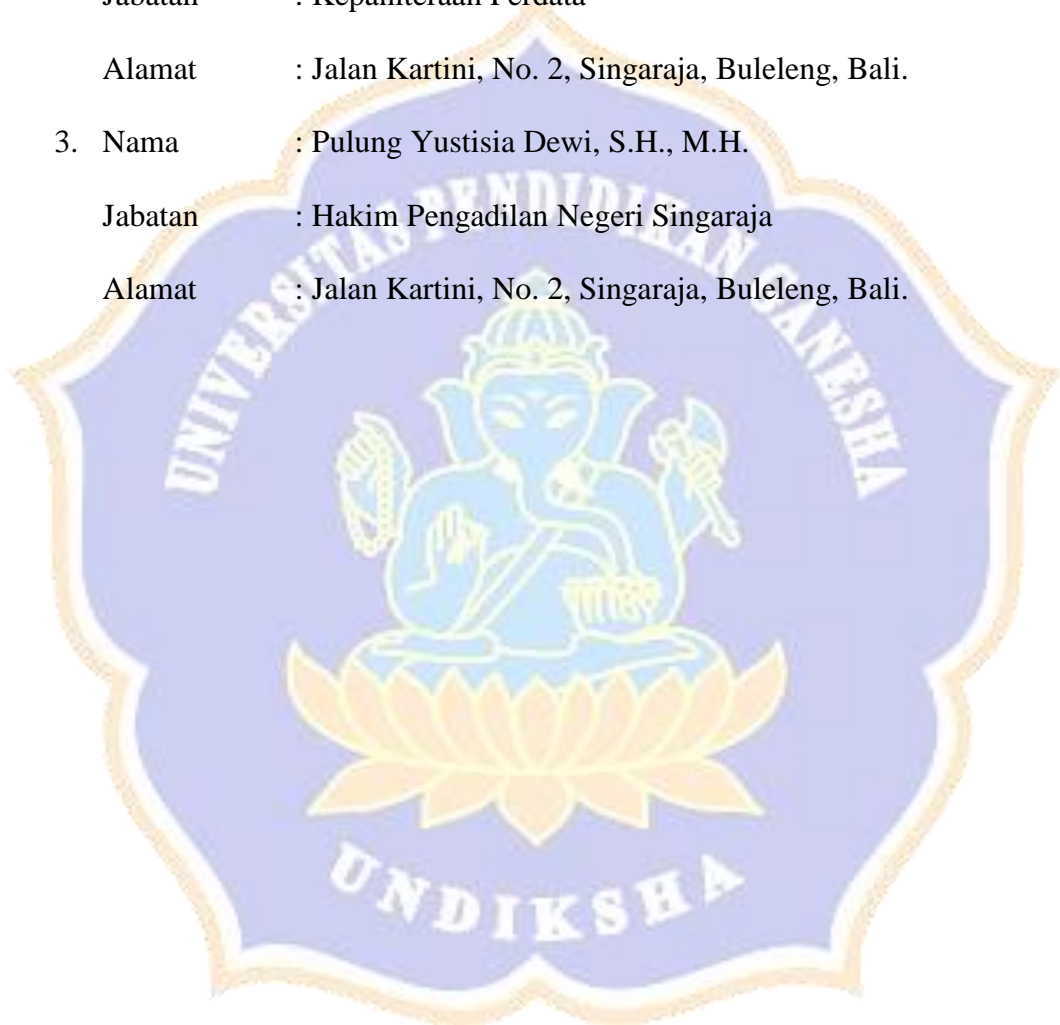 Jabatan : Kepaniteraan Perdata
Alamat : Jalan Kartini, No. 2, Singaraja, Buleleng, Bali.
3. Nama : Pulung Yustisia Dewi, S.H., M.H.
Jabatan : Hakim Pengadilan Negeri Singaraja
Alamat : Jalan Kartini, No. 2, Singaraja, Buleleng, Bali.
UNIVERSITAS PENDIDIKAN GANESHA
UNDIKSHA